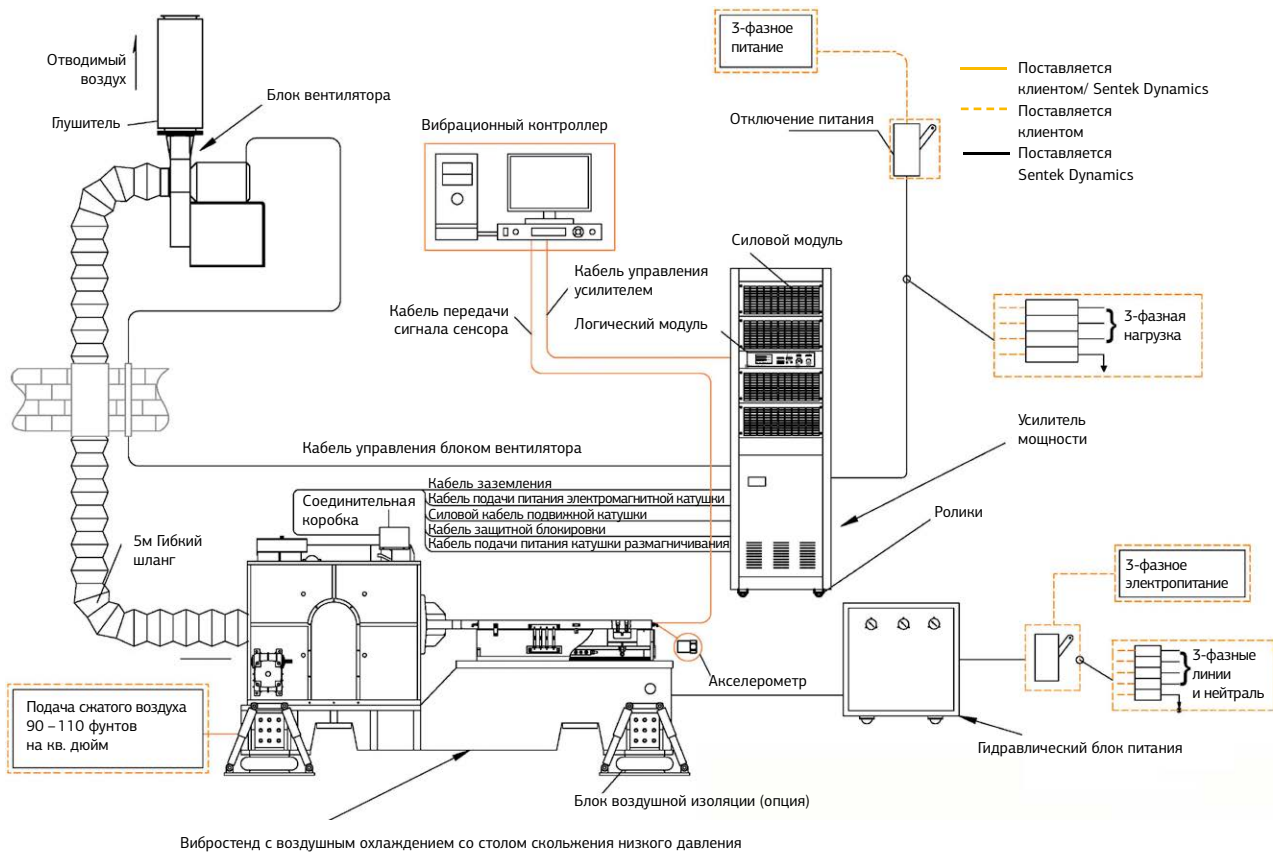 3-фазное
питание
Отводимый
воздух
Поставляется
клиентом/ Sentek Dynamics
Поставляется
клиентом
Поставляется
Sentek Dynamics
Блок вентилятора
Глушитель
Вибрационный контроллер
Отключение питания
Силовой модуль
Кабель управления
усилителем
Кабель передачи
сигнала сенсора
Логический модуль
3-фазная
нагрузка
Усилитель
мощности
Кабель управления блоком вентилятора
Кабель заземления
Кабель подачи питания электромагнитной катушки
Соединительная
коробка
Силовой кабель подвижной катушки
Кабель защитной блокировки
Кабель подачи питания катушки размагничивания
Ролики
5м Гибкий
шланг
3-фазное
электропитание
3-фазные
линии
и нейтраль
Акселерометр
Подача сжатого воздуха
90 –110 фунтов
на кв. дюйм
Гидравлический блок питания
Блок воздушной изоляции (опция)
Вибростенд с воздушным охлаждением со столом скольжения низкого давления